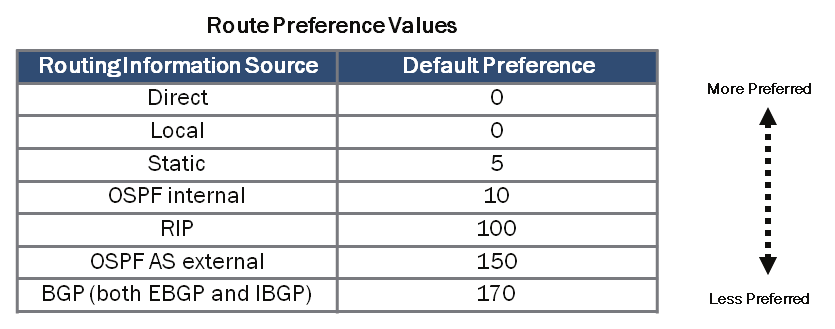 Route Preference Values
Routing Information Source Default Preference
Direct 0
Local 0
Static 5
OSPF internal 10
RIP 100
OSPF AS external 150
BGP (both EBGP and IBGP) 170
More Preferred
Less Preferred